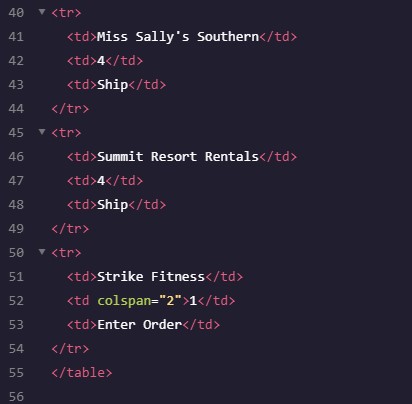 40 <tr>
41 <td>Miss Sally's Southern</td>
42 <td>4</td>
43 <td>Ship</td>
44 </tr>
45 <tr>
46 <td>Summit Resort Rentals</td>
47 <td>4</td>
48 <td>Ship</td>
49 </tr>
50 <tr>
51 <td>Strike Fitness</td>
52 <td colspan="2">1</td>
53 <td>Enter Order</td>
54 </tr>
55 </table>
56